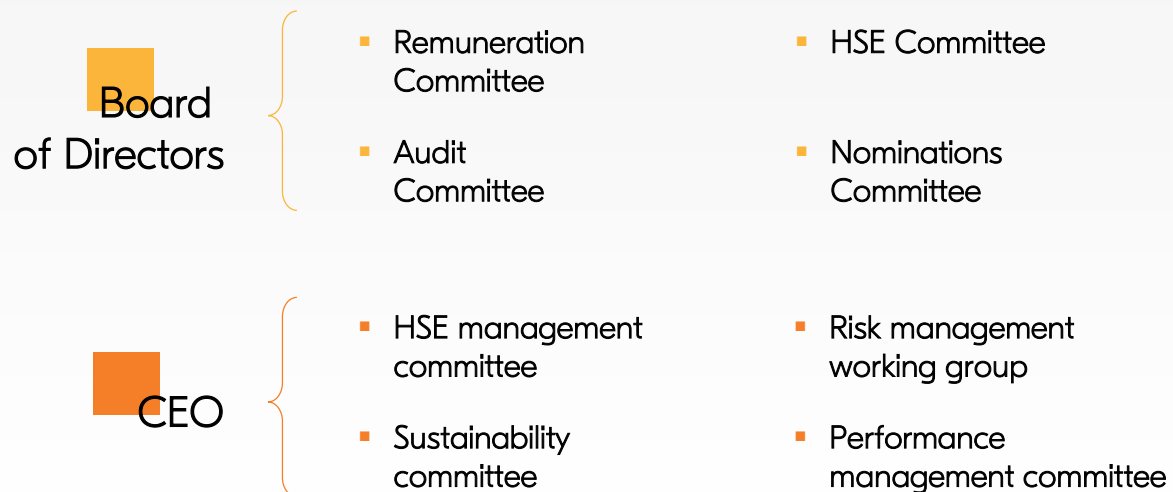 Board
of Directors
Remuneration
Committee
HSE Committee
Audit
Committee
Nominations
Committee
CEO
HSE management
committee
Risk management
working group
Sustainability
committee
Performance
management committee